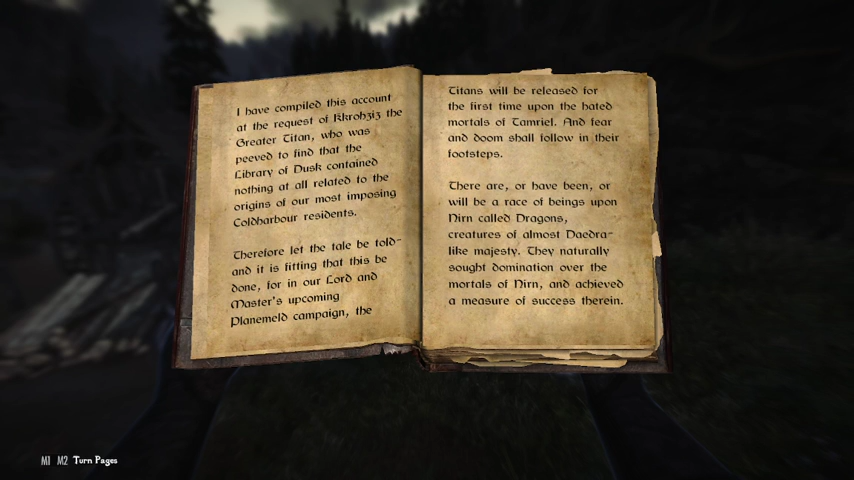 I have compiled this account
at the request of Kkrohziz the
Greater Titan, who was
peeved to find that the
Library of Dusk contained
nothing at all related to the
origins of our most imposing
Coldharbour residents.
Therefore let the tale be told-
and it is fitting that this be
done, for in our Lord and
Master's upcoming
Planemeld campaign, the
Titans will be released for
the first time upon the hated
mortals of Tamriel. And fear
and doom shall follow in their
footsteps.
There are, or have been, or
will be a race of beings upon
Nirn called Dragons,
creatures of almost Daedra-
like majesty. They naturally
sought domination over the
mortals of Nirn, and achieved
a measure of success therein.
M1 M2 Turn Pages